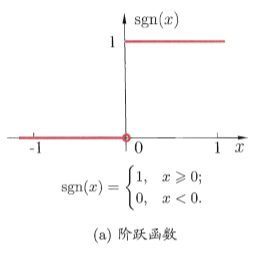 sgn(x)
1
-1 0 1 x
sgn(x) = {1, x ⩾ 0;
0, x < 0.
(a) 阶跃函数